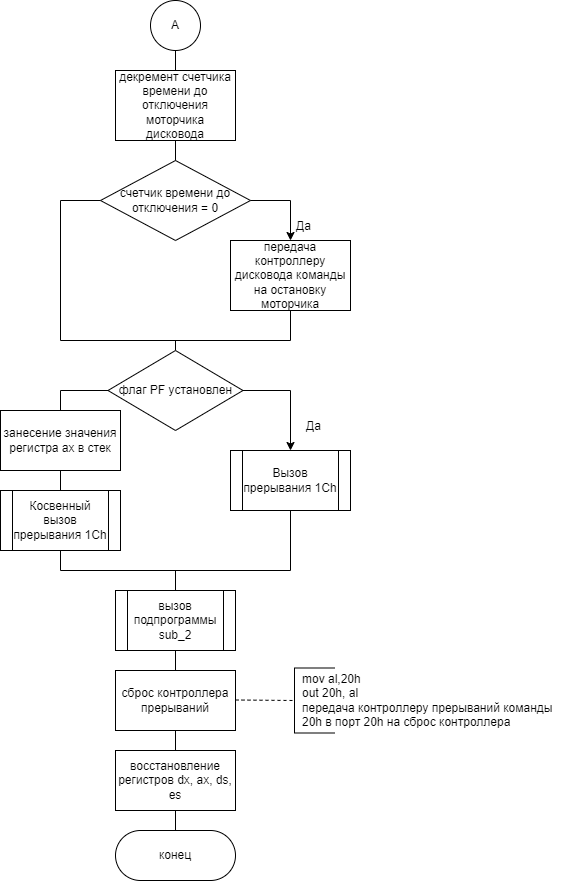 A
декремент счетчика
времени до
отключения
моторчика
дисковода
счетчик времени до
отключения = 0
Да
передача
контроллеру
дисковода команды
на остановку
моторчика
флаг PF установлен
Да
занесение значения
регистра ax в стек
Вызов
прерывания 1Ch
Косвенный
вызов
прерывания 1Ch
вызов
подпрограммы
sub_2
сброс контроллера
прерываний
mov al,20h
out 20h, al
передача контроллеру прерываний команды
20h в порт 20h на сброс контроллера
восстановление
регистров dx, ax, ds,
es
конец